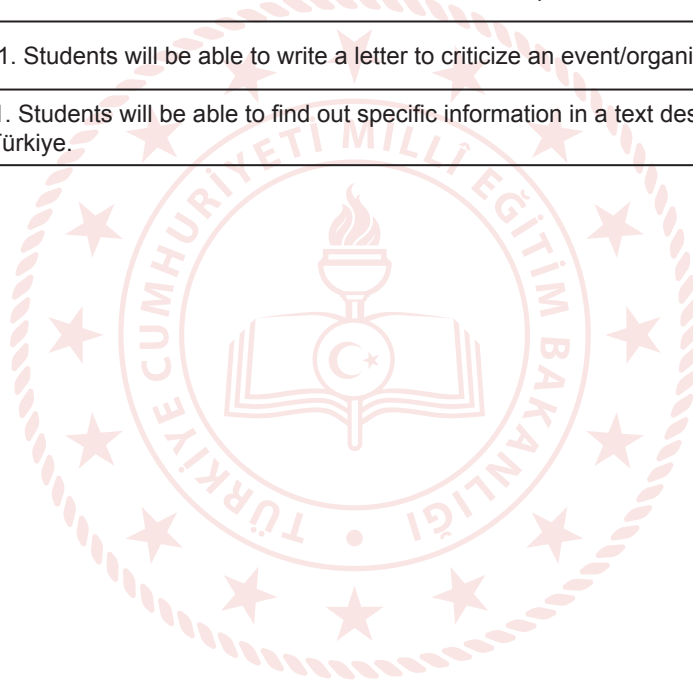 1. Students will be able to write a letter to criticize an event/organi
1. Students will be able to find out specific information in a text des
Türkiye.
TÜRKİYE CUMHURİYETİ MİLLÎ EĞİTİM BAKANLIĞI